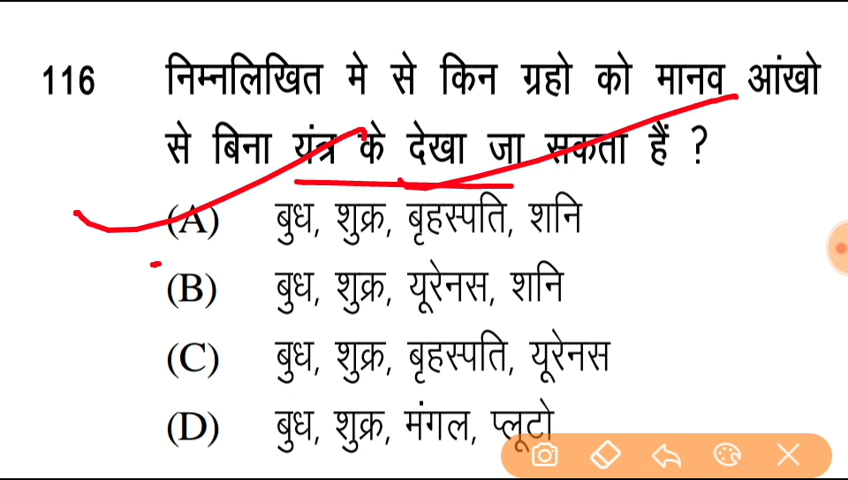 116 निम्नलिखित मे से किन ग्रहो को मानव आंखो
से बिना यंत्र के देखा जा सकता हैं ?
(A) बुध, शुक्र, बृहस्पति, शनि
(B) बुध, शुक्र, यूरेनस, शनि
(C) बुध, शुक्र, बृहस्पति, यूरेनस
(D) बुध, शुक्र, मंगल, प्लूटो